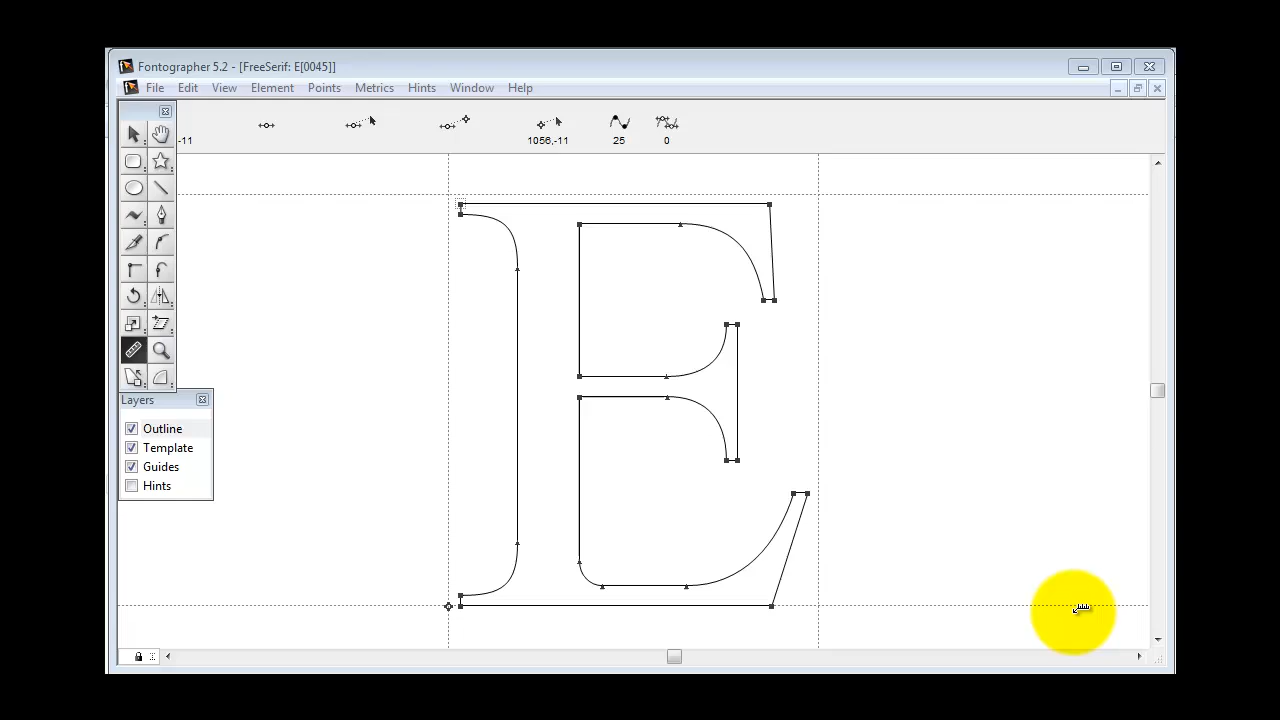 Fontographer 5.2 - [FreeSerif: E[0045]]
File Edit View Element Points Metrics Hints Window Help
-11 1056,-11 25 0
Layers
Outline
Template
Guides
Hints
E